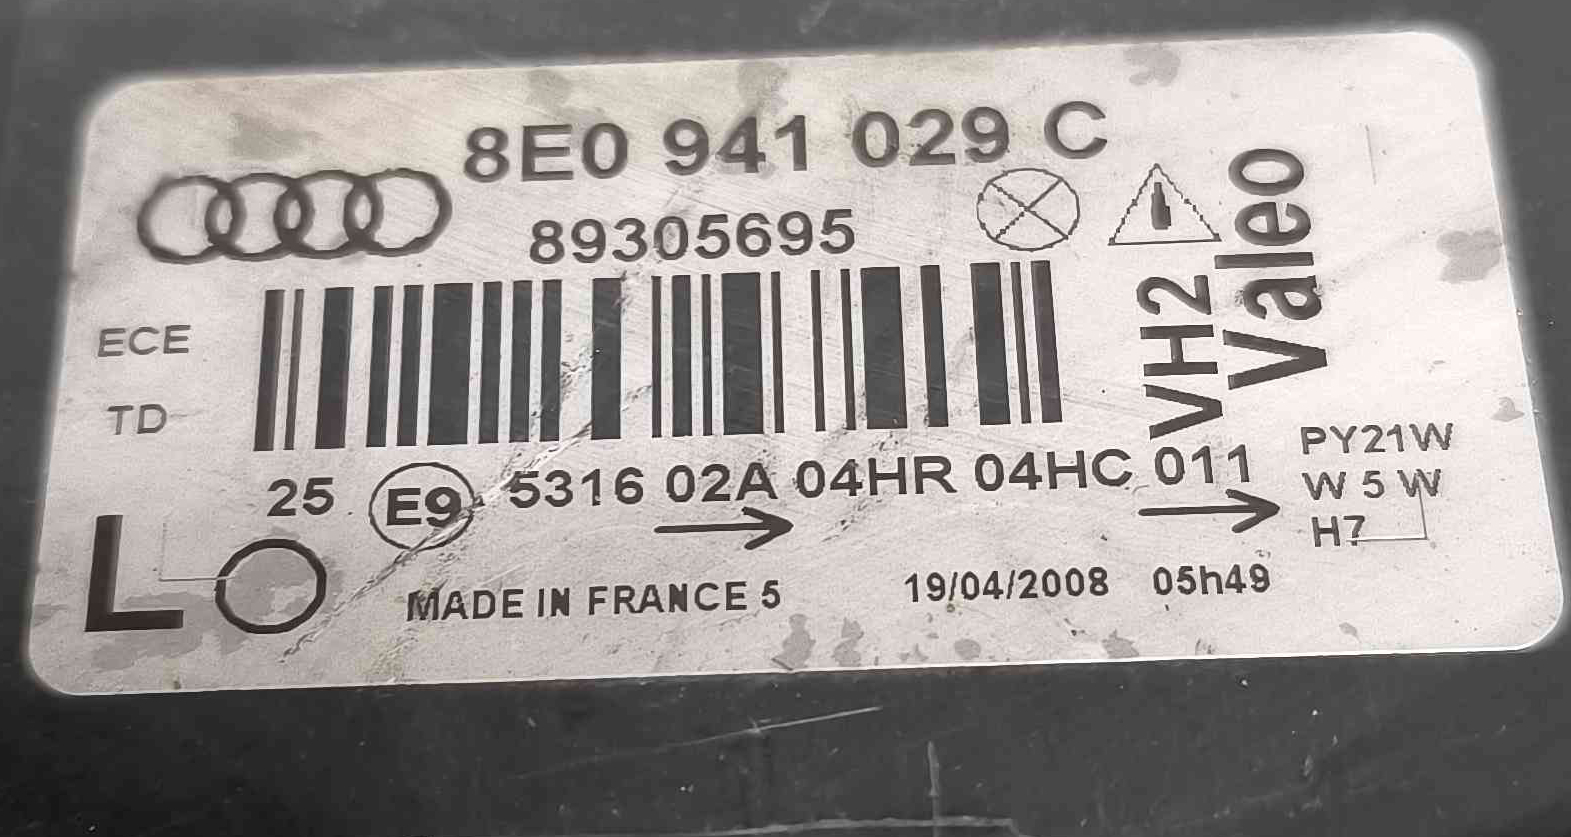 8E0 941 029 C
89305695
Valeo
VH2
ECE
TD
25 E9 5316 02A 04HR 04HC 011
PY21W
W 5 W
H7
L
MADE IN FRANCE 5 19/04/2008 05h49